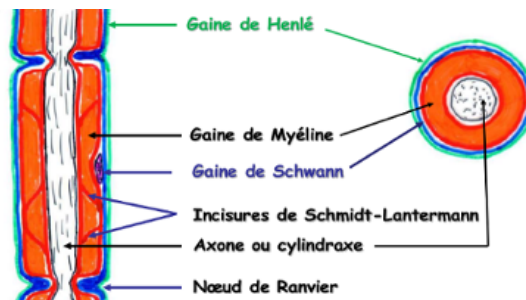 Gaine de Henlé
Gaine de Myéline
Gaine de Schwann
Incisures de Schmidt-Lantermann
Axone ou cylindraxe
Nœud de Ranvier